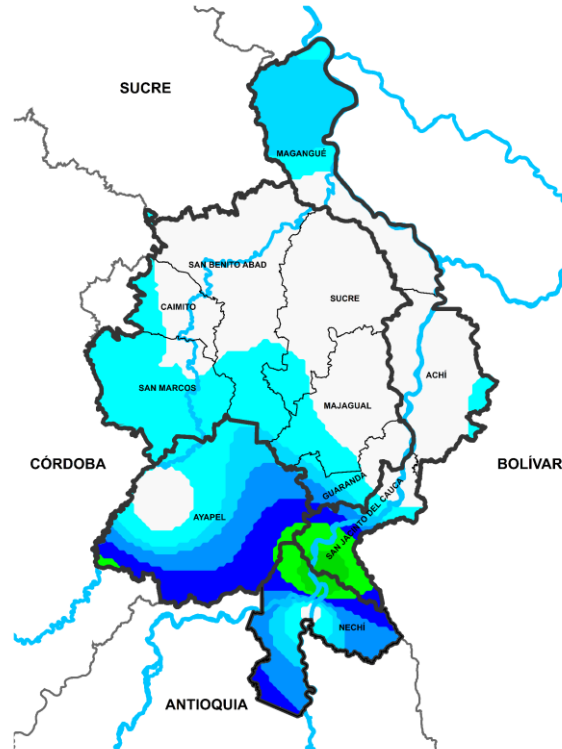 SUCRE
MAGANGUÉ
SAN BENITO ABAD
SUCRE
CAIMITO
ACHÍ
SAN MARCOS
MAJAGUAL
CÓRDOBA
BOLÍVAR
GUARANDA
AYAPEL
SAN JACINTO DEL CAUCA
NECHÍ
ANTIOQUIA